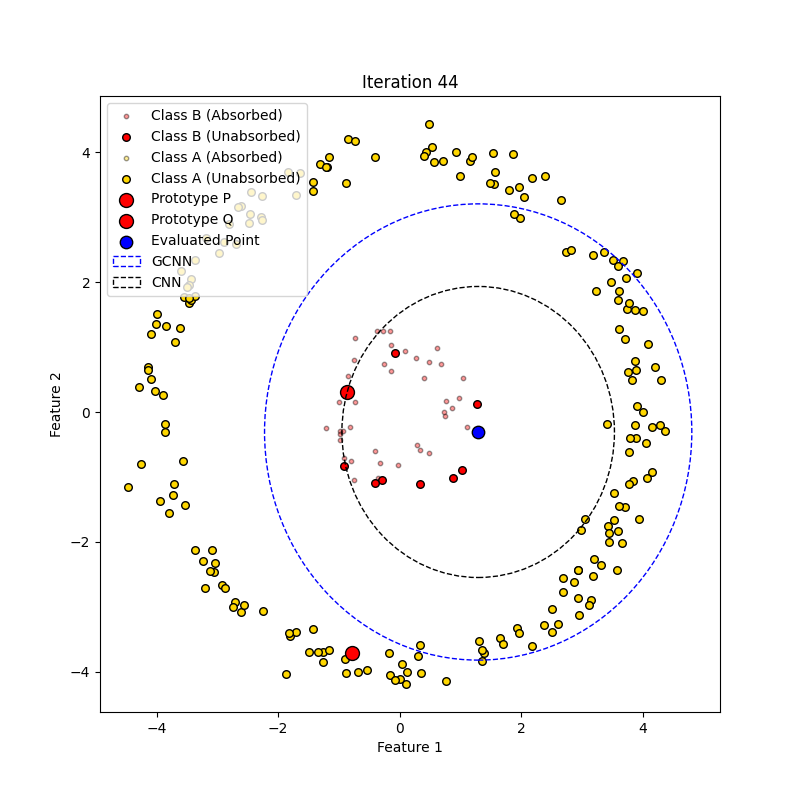 Iteration 44
Class B (Absorbed)
Class B (Unabsorbed)
Class A (Absorbed)
Class A (Unabsorbed)
Prototype P
Prototype Q
Evaluated Point
GCNN
CNN
4
2
0
−2
−4
Feature 2
−4 −2 0 2 4
Feature 1